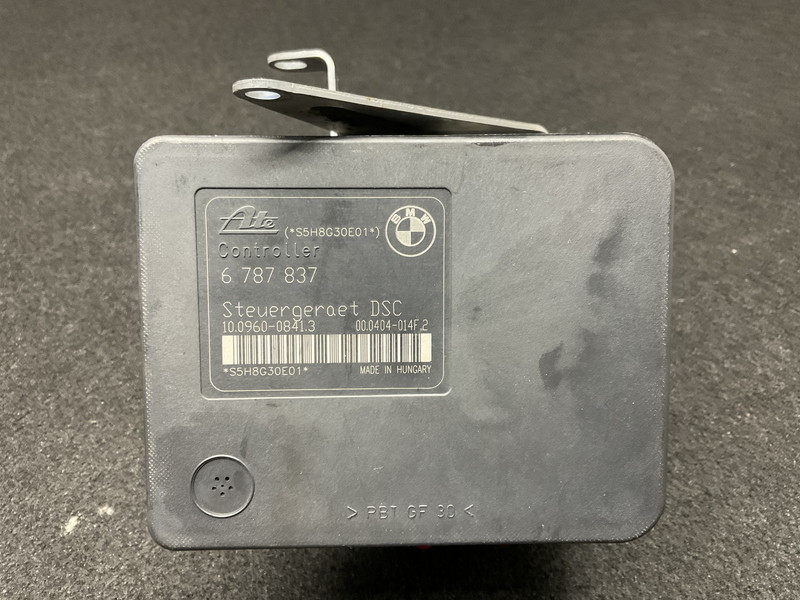 Ate (*S5H8G30E01*) BMW
Controller
6 787 837
Steuergeraet DSC
10.0960-0841.3 00.0404-014F.2
*S5H8G30E01* MADE IN HUNGARY
> PBT GF 30 <